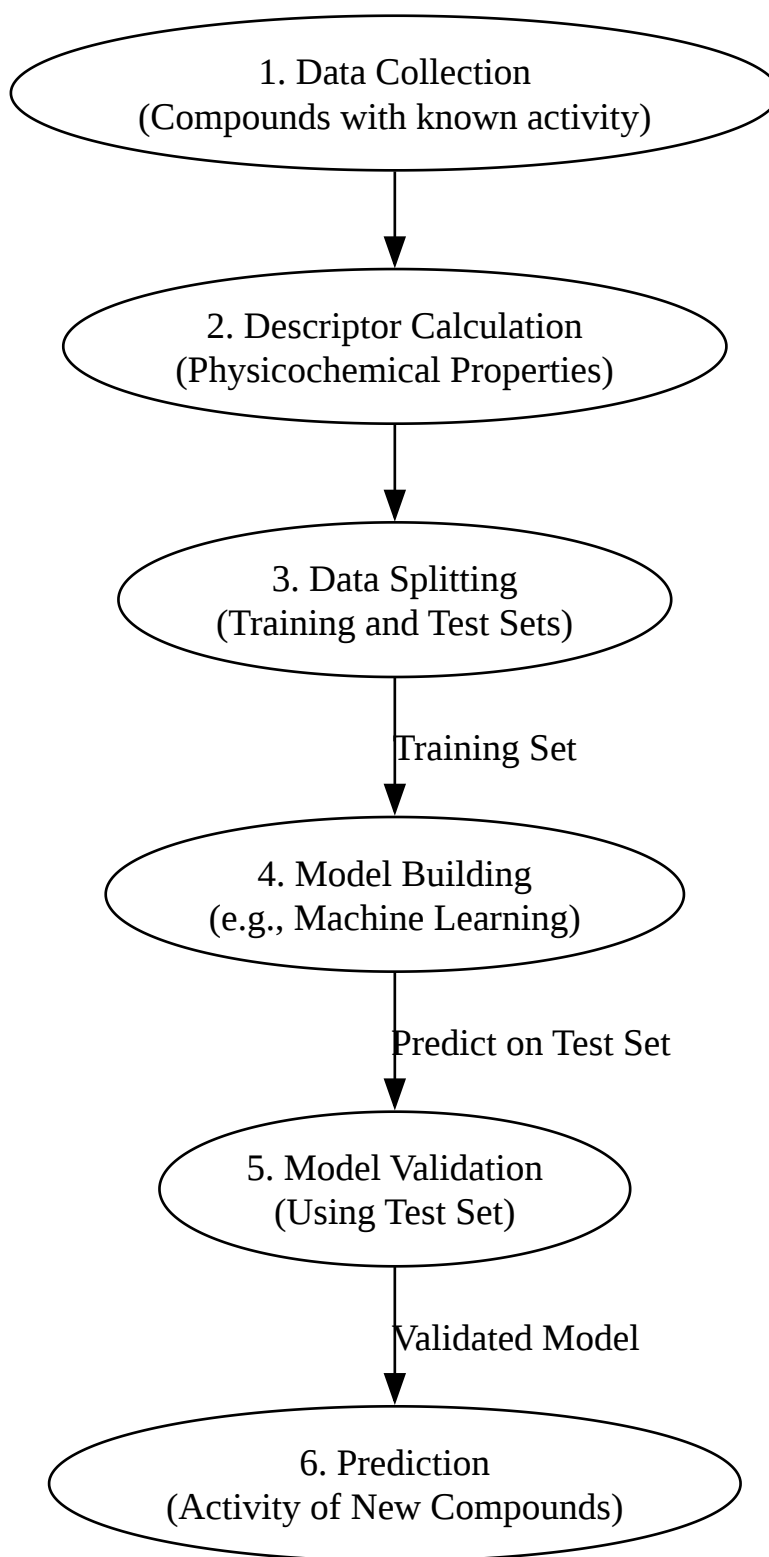 1. Data Collection
(Compounds with known activity)
2. Descriptor Calculation
(Physicochemical Properties)
3. Data Splitting
(Training and Test Sets)
Training Set
4. Model Building
(e.g., Machine Learning)
Predict on Test Set
5. Model Validation
(Using Test Set)
Validated Model
6. Prediction
(Activity of New Compounds)